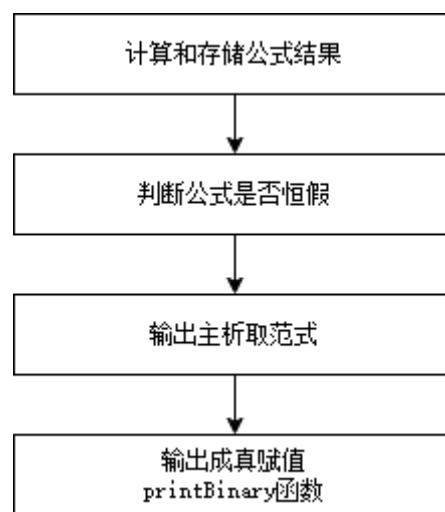 计算和存储公式结果
判断公式是否恒假
输出主析取范式
输出成真赋值
printBinary函数